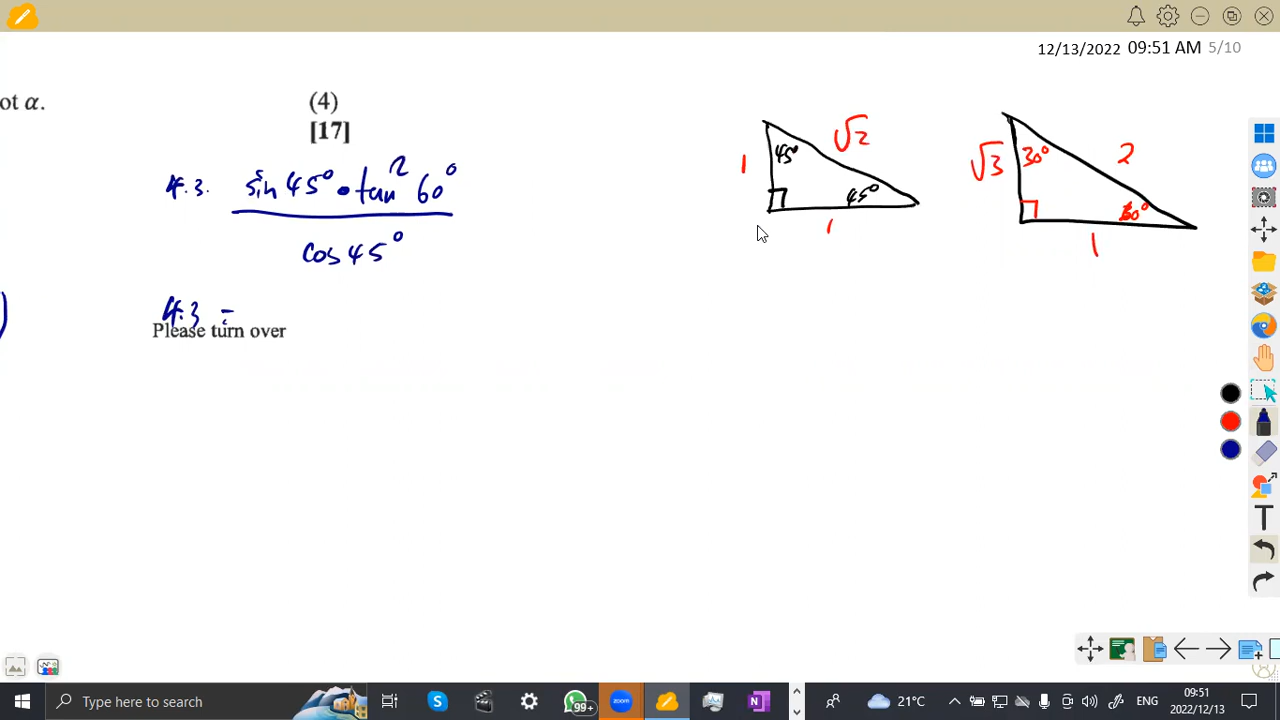 12/13/2022 09:51 AM 5/10
ot α.
(4)
[17]
4.3. sin 45° • tan² 60°
cos 45°
4.3 =
Please turn over
1
45°
√2
45°
1
√3
30°
2
60°
1
99+
zoom
N
21°C
ENG
09:51
2022/12/13
Type here to search